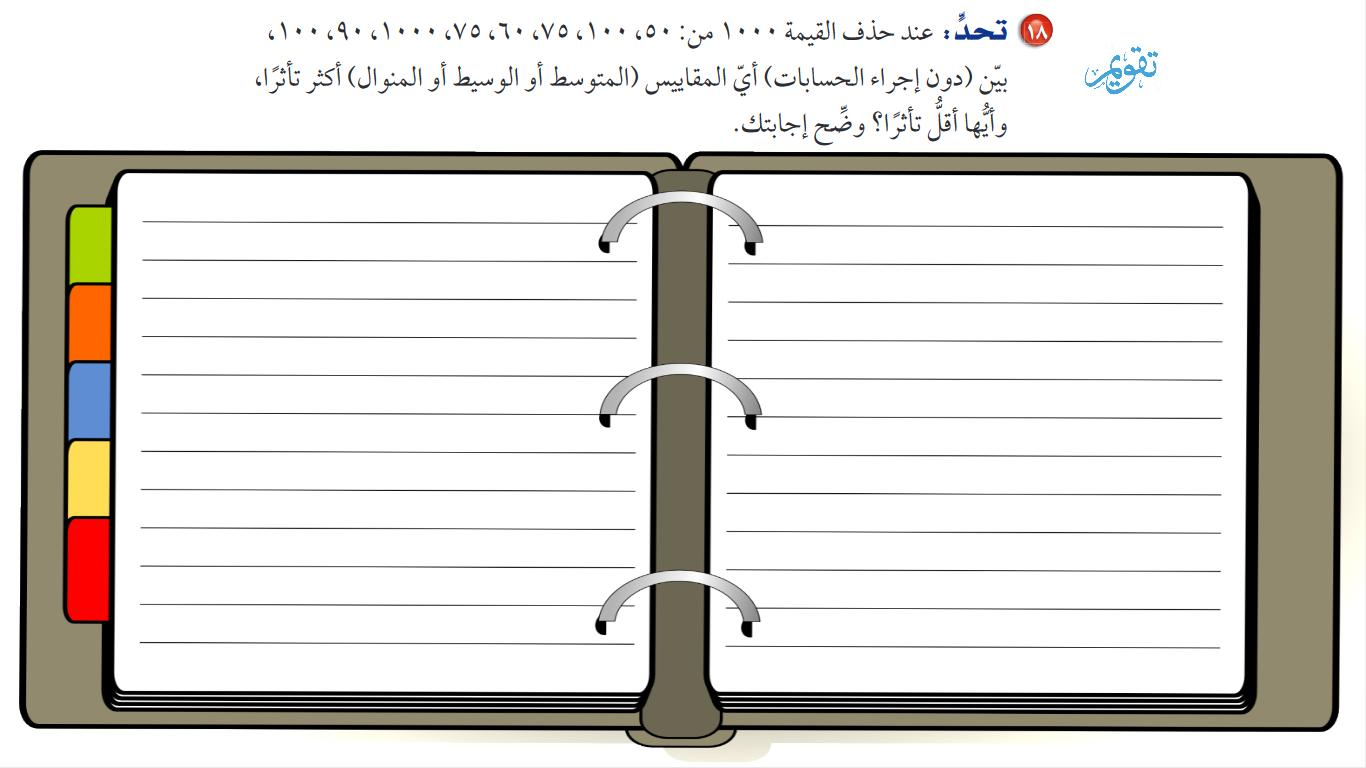 ١٨ تحدٍّ: عند حذف القيمة ١٠٠٠ من: ٥٠، ١٠٠، ٧٥، ٦٠، ٧٥، ١٠٠٠، ٩٠، ١٠٠،
بيّن (دون إجراء الحسابات) أيّ المقاييس (المتوسط أو الوسيط أو المنوال) أكثر تأثرًا،
وأيُّها أقلُّ تأثرًا؟ وضِّح إجابتك.
تقويم